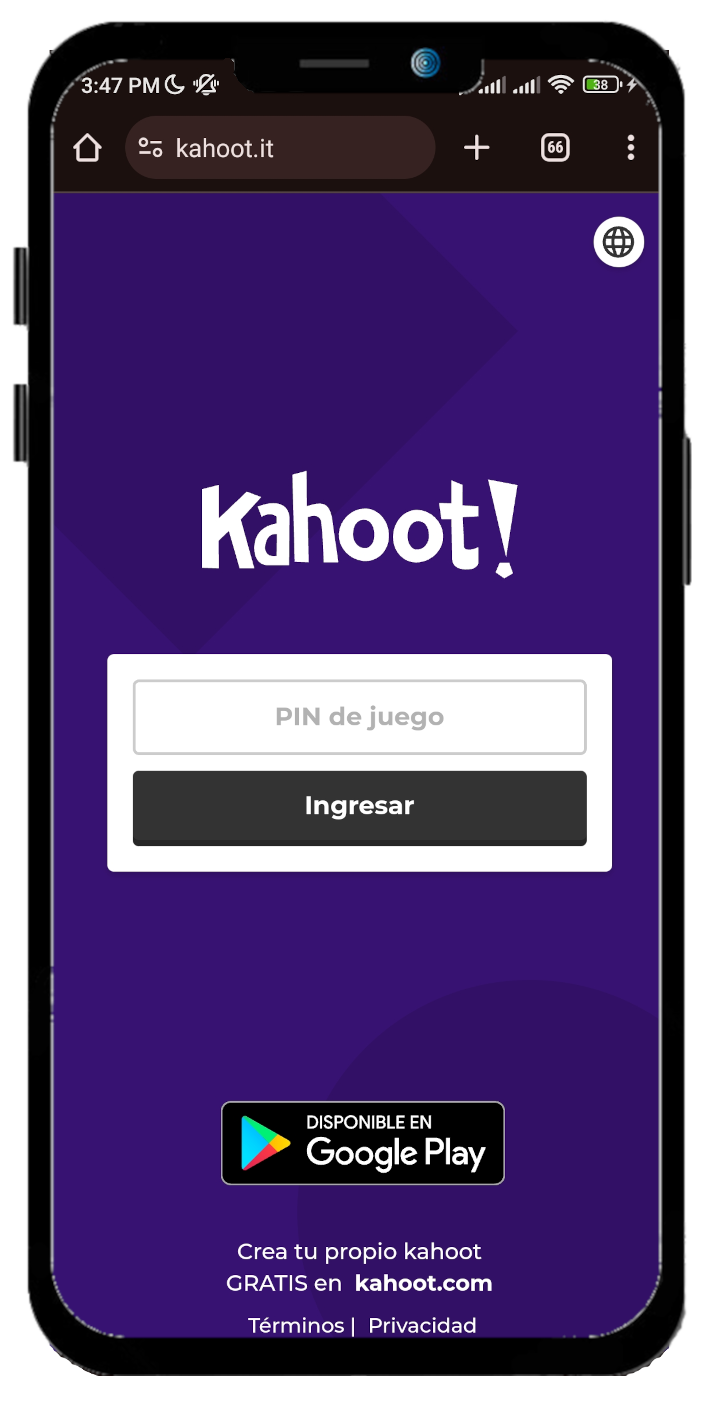 3:47 PM 38
kahoot.it 66
Kahoot!
PIN de juego
Ingresar
DISPONIBLE EN
Google Play
Crea tu propio kahoot
GRATIS en kahoot.com
Términos | Privacidad